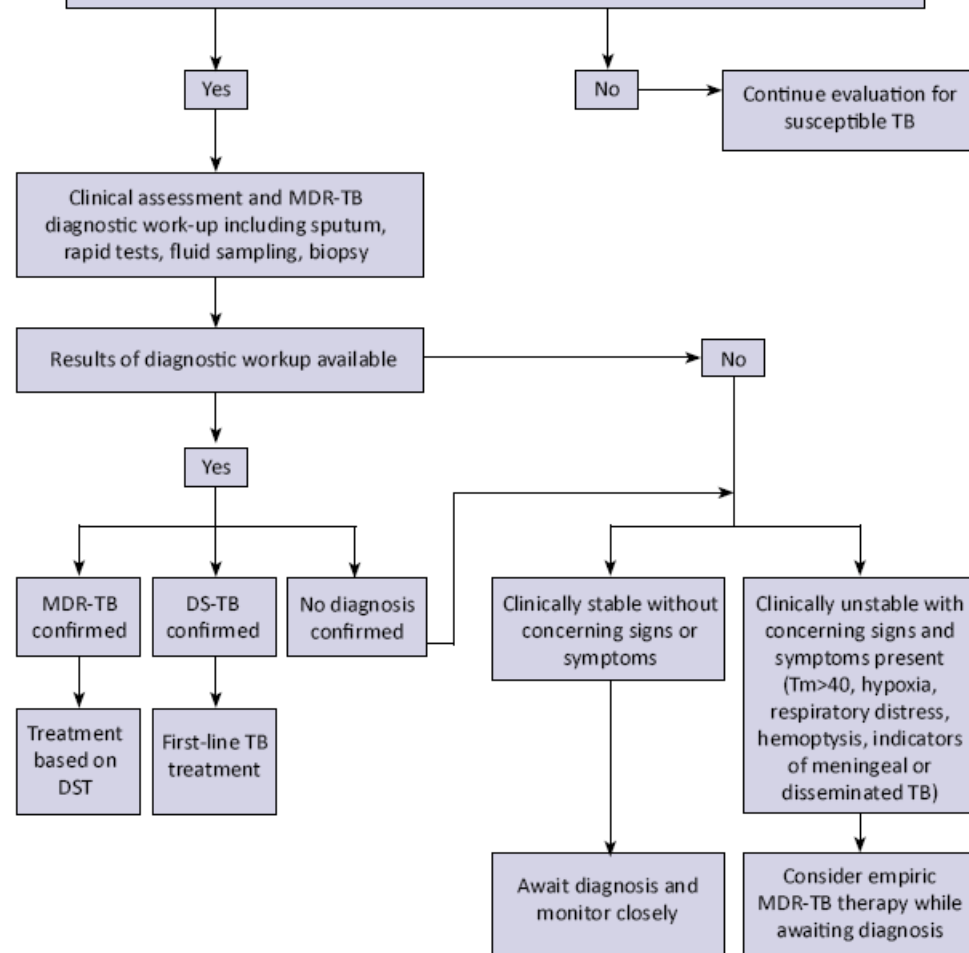 Yes
No
Continue evaluation for
susceptible TB
Clinical assessment and MDR-TB
diagnostic work-up including sputum,
rapid tests, fluid sampling, biopsy
Results of diagnostic workup available
No
Yes
MDR-TB
confirmed
DS-TB
confirmed
No diagnosis
confirmed
Clinically stable without
concerning signs or
symptoms
Clinically unstable with
concerning signs and
symptoms present
(Tm>40, hypoxia,
respiratory distress,
hemoptysis, indicators
of meningeal or
disseminated TB)
Treatment
based on
DST
First-line TB
treatment
Await diagnosis and
monitor closely
Consider empiric
MDR-TB therapy while
awaiting diagnosis